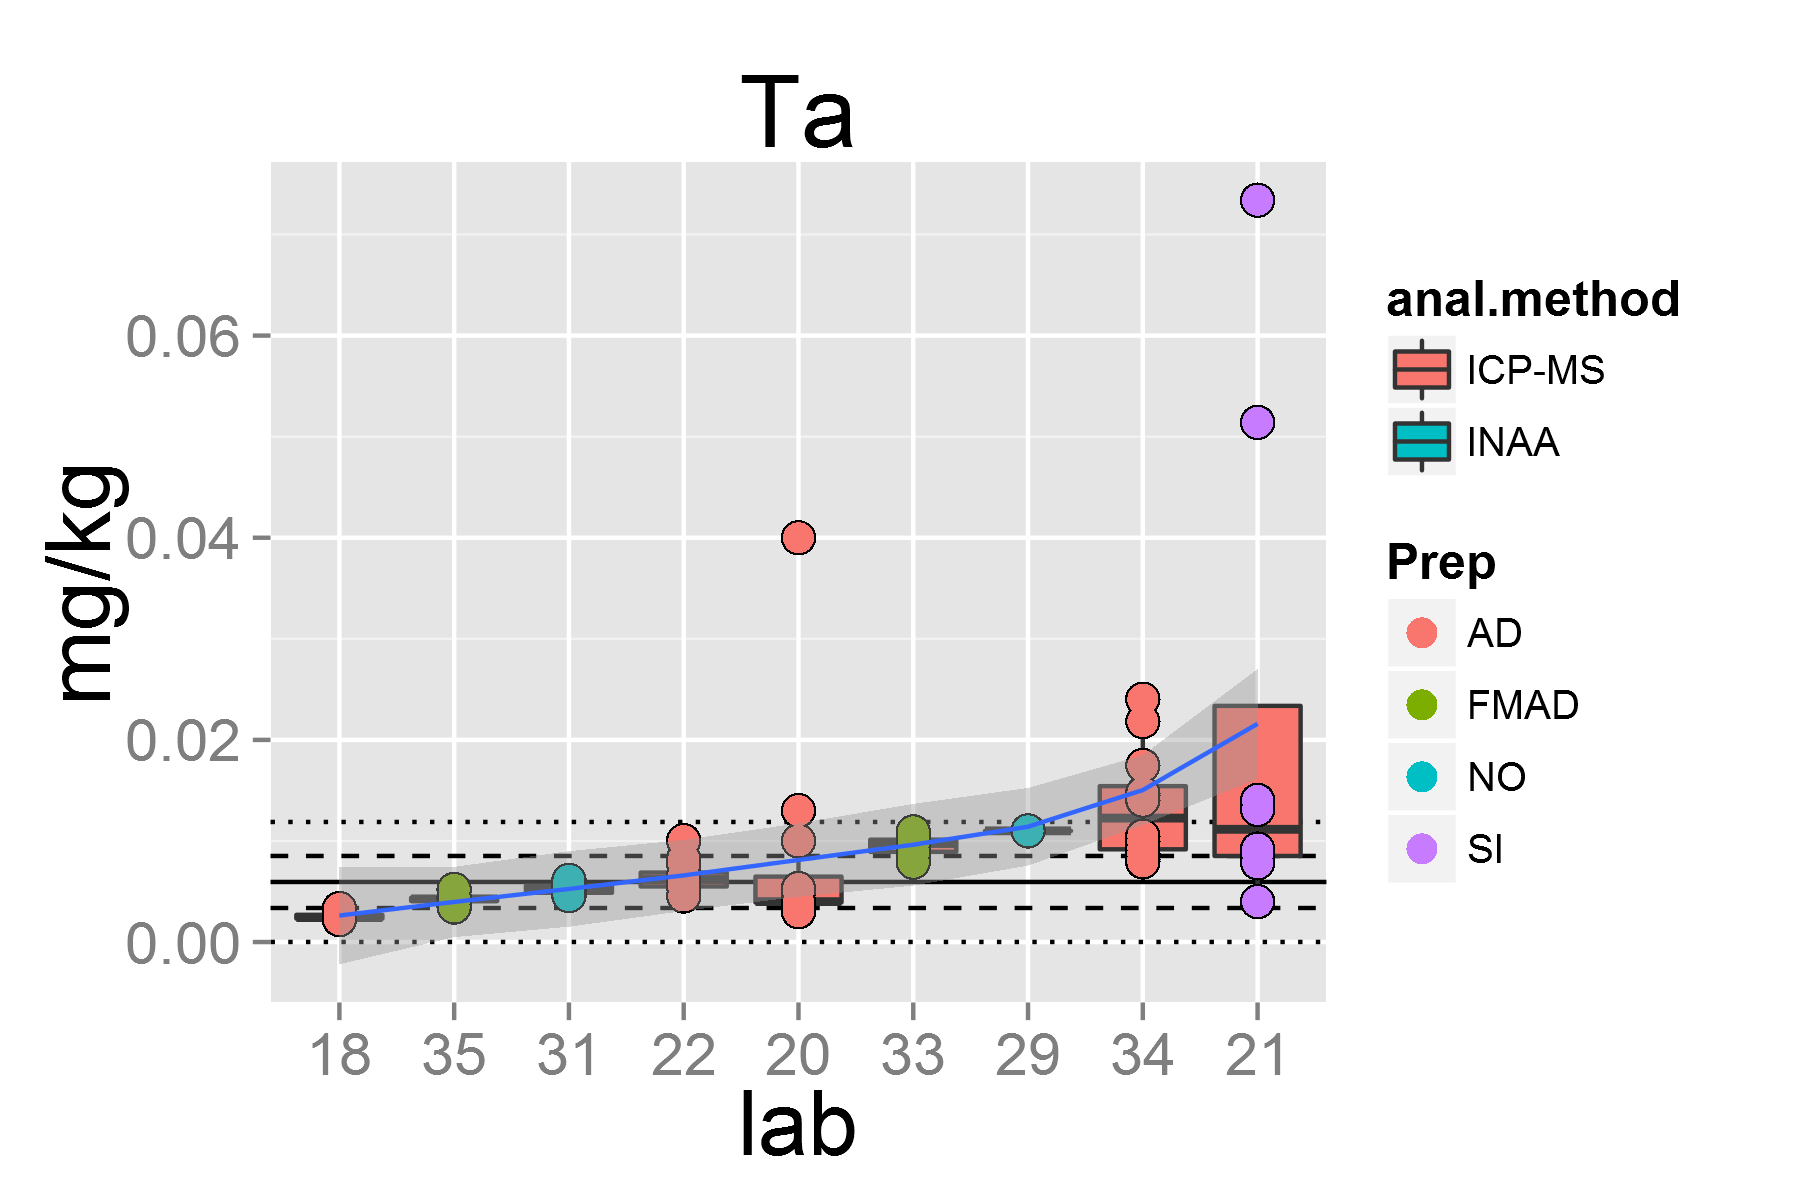 Ta
mg/kg
0.06
0.04
0.02
0.00
18 35 31 22 20 33 29 34 21
lab
anal.method
ICP-MS
INAA
Prep
AD
FMAD
NO
SI